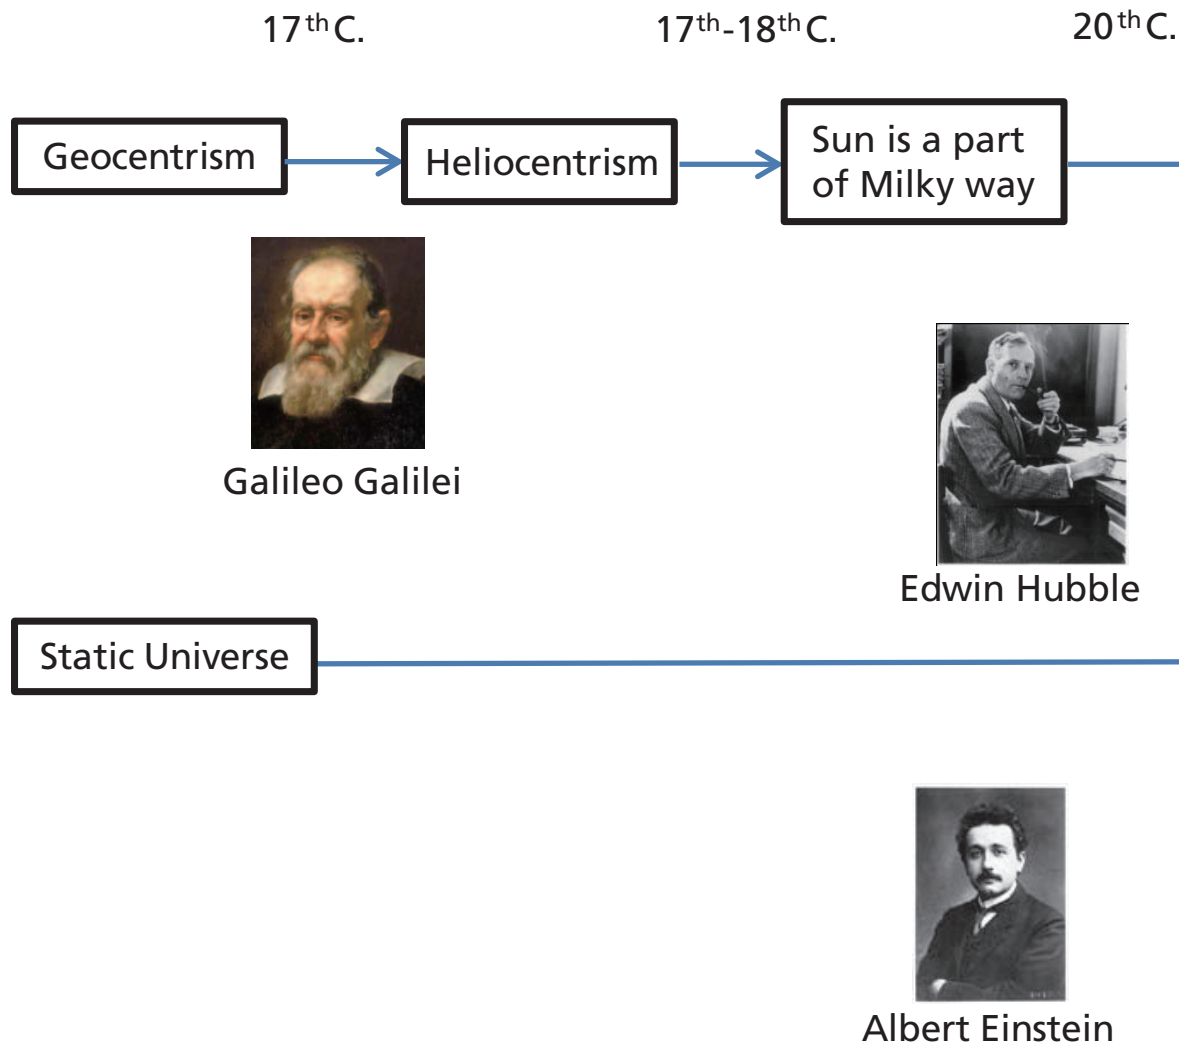 17th C.
17th-18th C.
20th C.
Geocentrism
Heliocentrism
Sun is a part
of Milky way
Galileo Galilei
Edwin Hubble
Static Universe
Albert Einstein